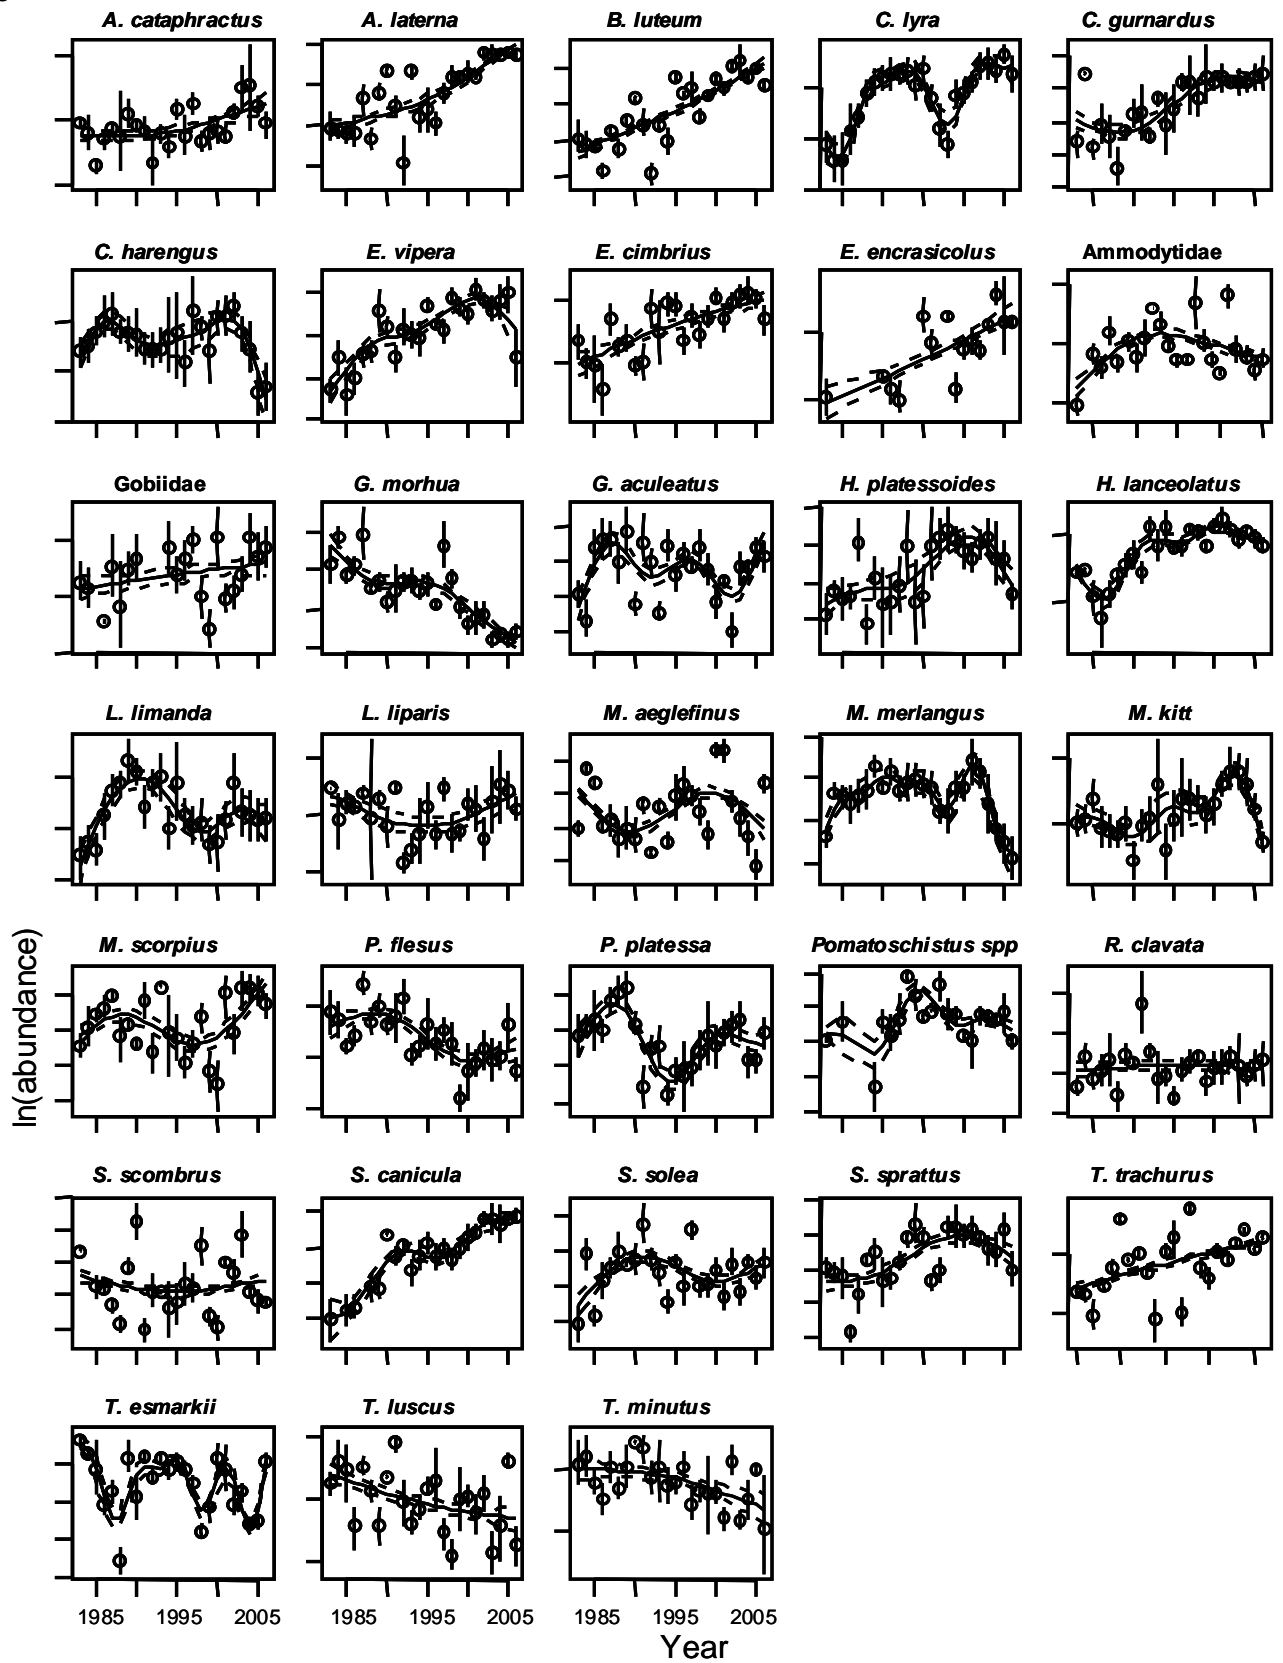 A. cataphractus A. laterna B. luteum C. lyra C. gurnardus
C. harengus E. vipera E. cimbrius E. encrasicolus Ammodytidae
Gobiidae G. morhua G. aculeatus H. platessoides H. lanceolatus
L. limanda L. liparis M. aeglefinus M. merlangus M. kitt
M. scorpius P. flesus P. platessa Pomatoschistus spp R. clavata
ln(abundance)
S. scombrus S. canicula S. solea S. sprattus T. trachurus
T. esmarkii T. luscus T. minutus
1985 1995 2005 1985 1995 2005 1985 1995 2005
Year